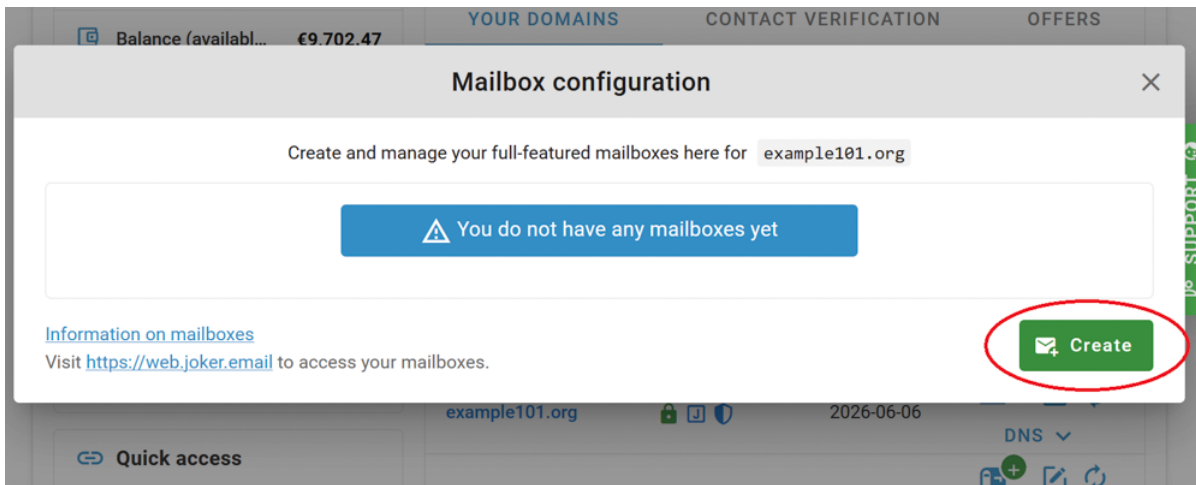 YOUR DOMAINS CONTACT VERIFICATION OFFERS
Balance (availabl... €9,702.47
Mailbox configuration
Create and manage your full-featured mailboxes here for example101.org
You do not have any mailboxes yet
SUPPORT
Information on mailboxes
Visit https://web.joker.email to access your mailboxes.
Create
example101.org 2026-06-06
DNS
Quick access